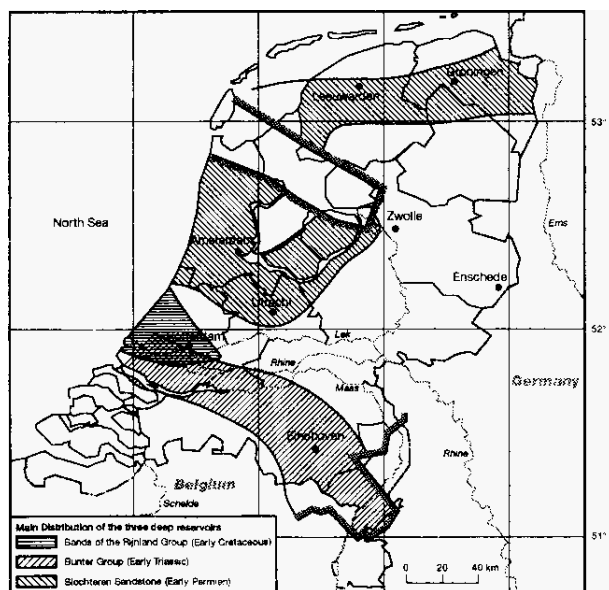 Groningen
Leeuwarden
53°
North Sea
Zwolle
Ems
Amsterdam
Enschede
Utrecht
52°
Lek
Rhine
Germany
Maas
Eindhoven
Rhine
Belgium
Schelde
51°
Main Distribution of the three deep reservoirs
Sands of the Rijnland Group (Early Cretaceous)
Bunter Group (Early Triassic)
Slochteren Sandstone (Early Permian)
0 20 40 km